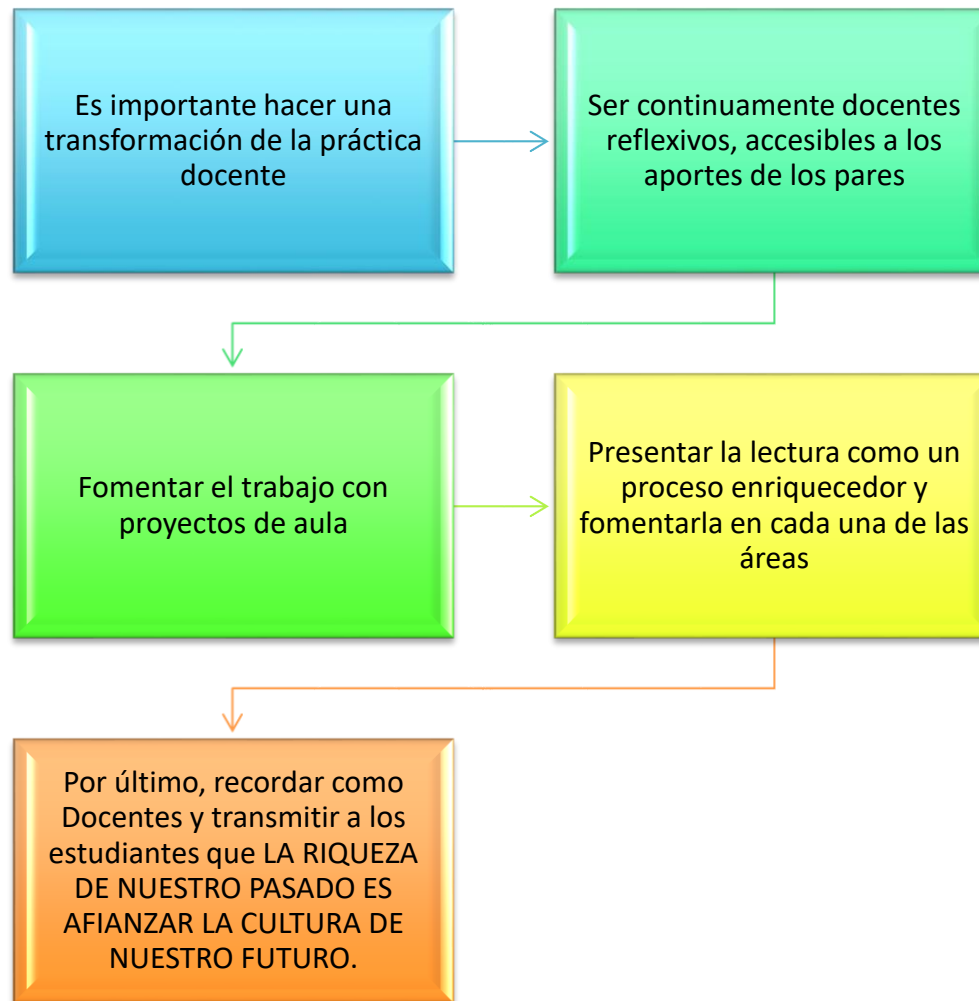 Es importante hacer una
transformación de la práctica
docente
Ser continuamente docentes
reflexivos, accesibles a los
aportes de los pares
Fomentar el trabajo con
proyectos de aula
Presentar la lectura como un
proceso enriquecedor y
fomentarla en cada una de las
áreas
Por último, recordar como
Docentes y transmitir a los
estudiantes que LA RIQUEZA
DE NUESTRO PASADO ES
AFIANZAR LA CULTURA DE
NUESTRO FUTURO.